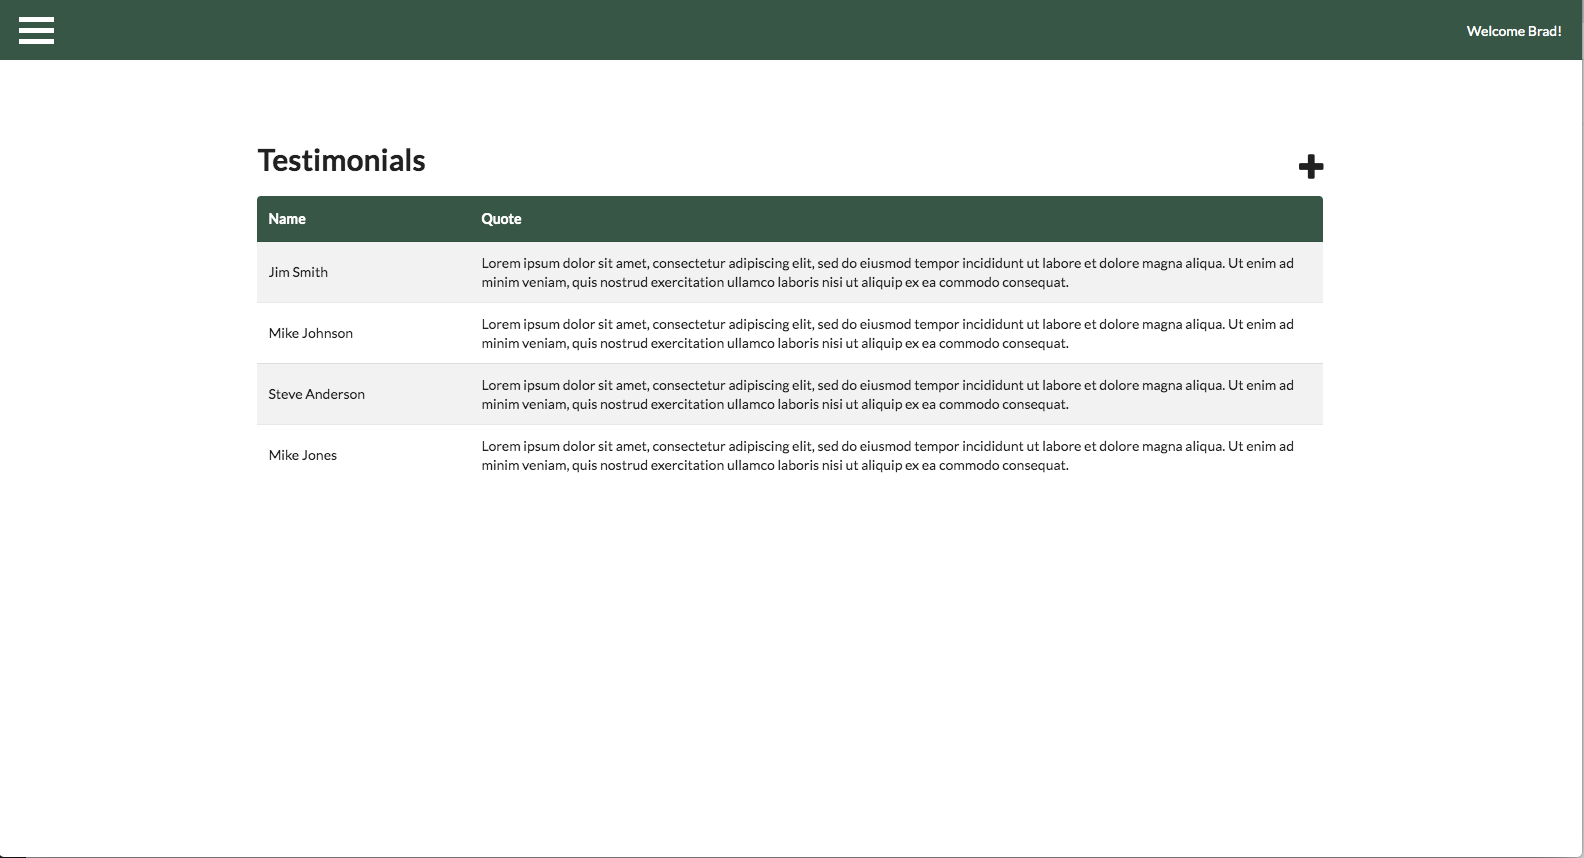 Welcome Brad!
Testimonials
Name Quote
Jim Smith
Lorem ipsum dolor sit amet, consectetur adipiscing elit, sed do eiusmod tempor incididunt ut labore et dolore magna aliqua. Ut enim ad
minim veniam, quis nostrud exercitation ullamco laboris nisi ut aliquip ex ea commodo consequat.
Mike Johnson
Lorem ipsum dolor sit amet, consectetur adipiscing elit, sed do eiusmod tempor incididunt ut labore et dolore magna aliqua. Ut enim ad
minim veniam, quis nostrud exercitation ullamco laboris nisi ut aliquip ex ea commodo consequat.
Steve Anderson
Lorem ipsum dolor sit amet, consectetur adipiscing elit, sed do eiusmod tempor incididunt ut labore et dolore magna aliqua. Ut enim ad
minim veniam, quis nostrud exercitation ullamco laboris nisi ut aliquip ex ea commodo consequat.
Mike Jones
Lorem ipsum dolor sit amet, consectetur adipiscing elit, sed do eiusmod tempor incididunt ut labore et dolore magna aliqua. Ut enim ad
minim veniam, quis nostrud exercitation ullamco laboris nisi ut aliquip ex ea commodo consequat.